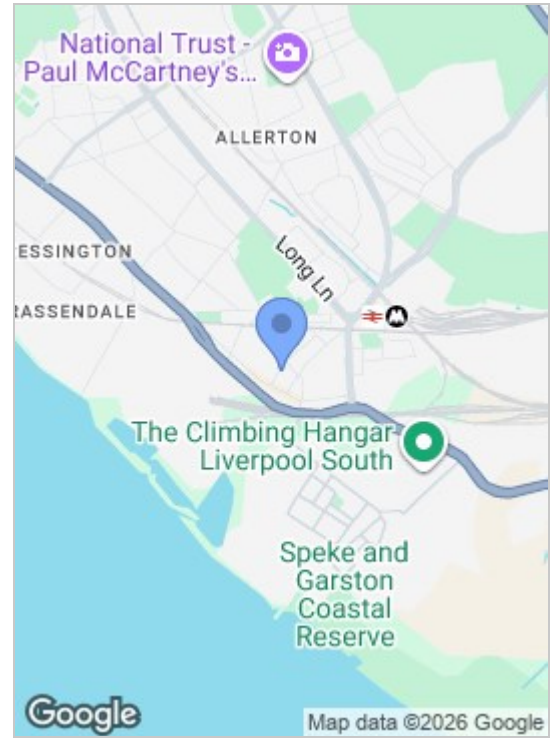 National Trust -
Paul McCartney's...
ALLERTON
Long Ln
ESSINGTON
RASSENDALE
The Climbing Hangar
Liverpool South
Speke and
Garston
Coastal
Reserve
Google
Map data ©2026 Google